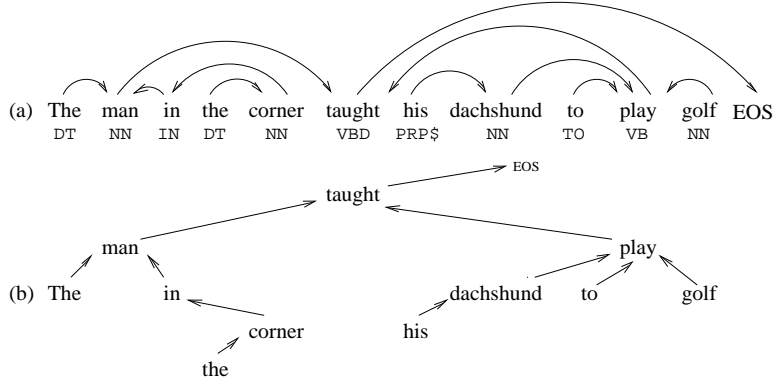 (a) The man in the corner taught his dachshund to play golf EOS
DT NN IN DT NN VBD PRP$ NN TO VB NN
EOS
taught
man play
(b) The in dachshund to golf
corner his
the